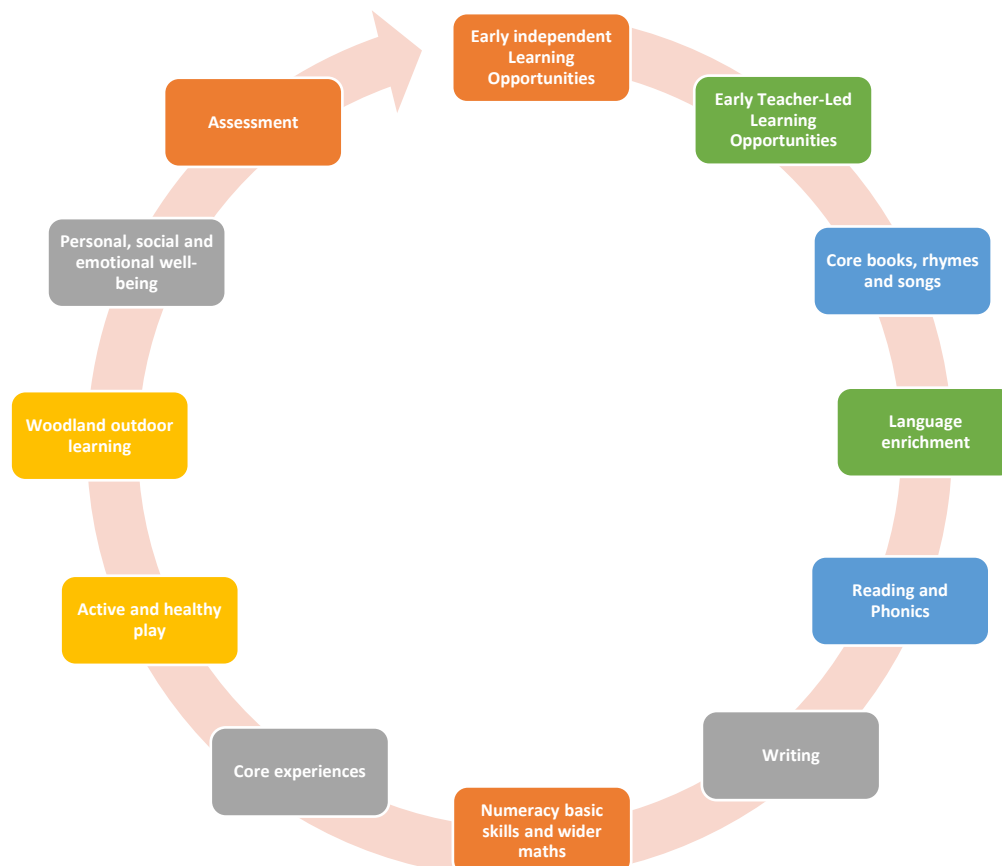 Early independent
Learning
Opportunities
Early Teacher-Led
Learning
Opportunities
Core books, rhymes
and songs
Language
enrichment
Reading and
Phonics
Writing
Numeracy basic
skills and wider
maths
Core experiences
Active and healthy
play
Woodland outdoor
learning
Personal, social and
emotional well-
being
Assessment